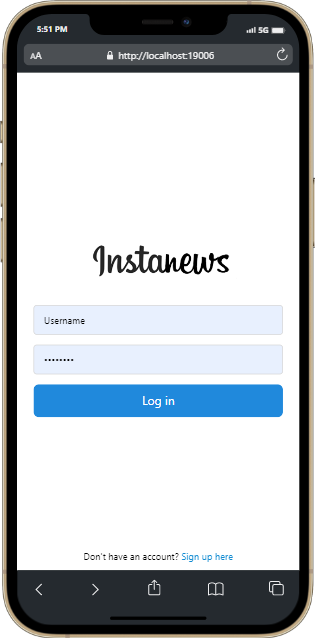 5:51 PM
5G
AA
http://localhost:19006
Instanews
Username
••••••••
Log in
Don't have an account? Sign up here